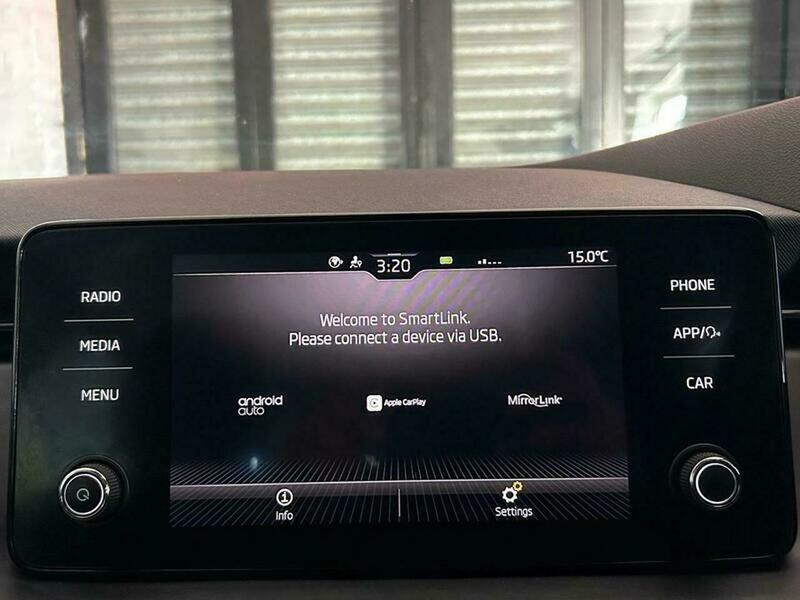 3:20
15.0°C
RADIO
MEDIA
MENU
Welcome to SmartLink.
Please connect a device via USB.
android
auto
Apple CarPlay
MirrorLink
Info
Settings
PHONE
APP/
CAR